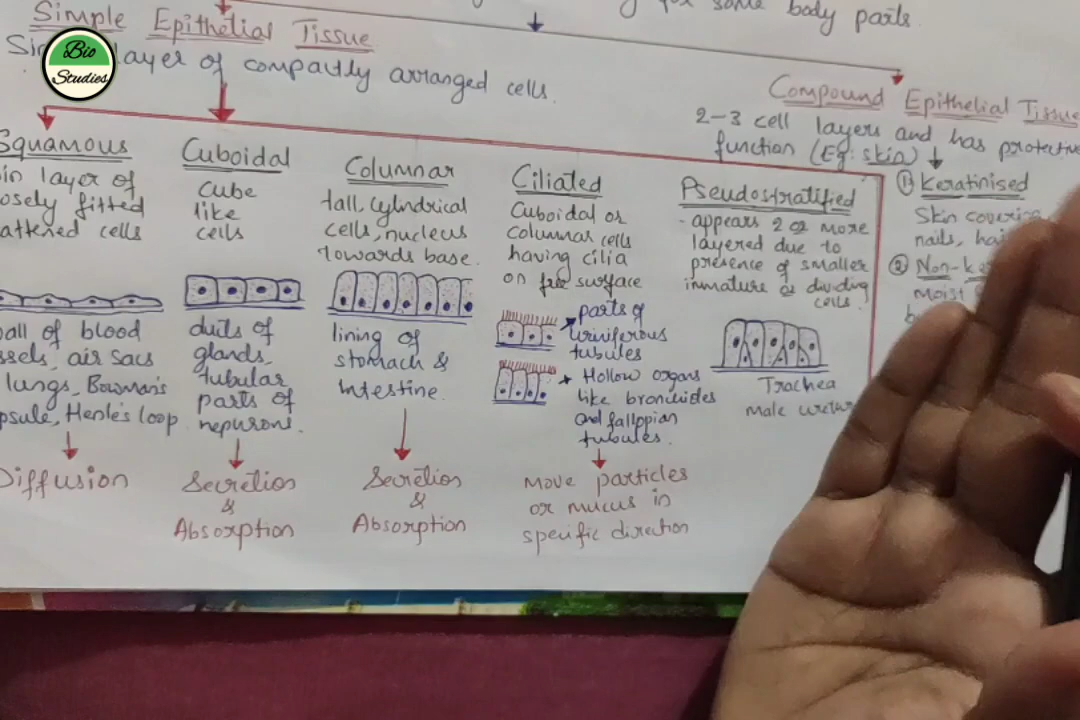 for some body parts.
Simple Epithelial Tissue
layer of compactly arranged cells.
Bio
Studies
Compound Epithelial Tissue
2-3 cell layers and has protective
function (Eg: skin)
Squamous
layer of
fitted
cells
wall of blood
air sacs
lungs, Bowman's
Henle's loop
Diffusion
Cuboidal
Cube
like
cells
ducts of
glands,
tubular
parts of
nephrons.
Secretion
&
Absorption
Columnar
tall, cylindrical
cells, nucleus
towards base.
lining of
stomach &
intestine.
Secretion
&
Absorption
Ciliated
Cuboidal or
columnar cells
having cilia
on free surface
parts of
uriniferous
tubules
Hollow organs
like bronchioles
and fallopian
tubules.
Move particles
or mucus in
specific direction
Pseudostratified
- appears 2 or more
layered due to
presence of smaller
immature or dividing
cells.
Trachea
male
① Keratinised
Skin covering
nails,
②
moist